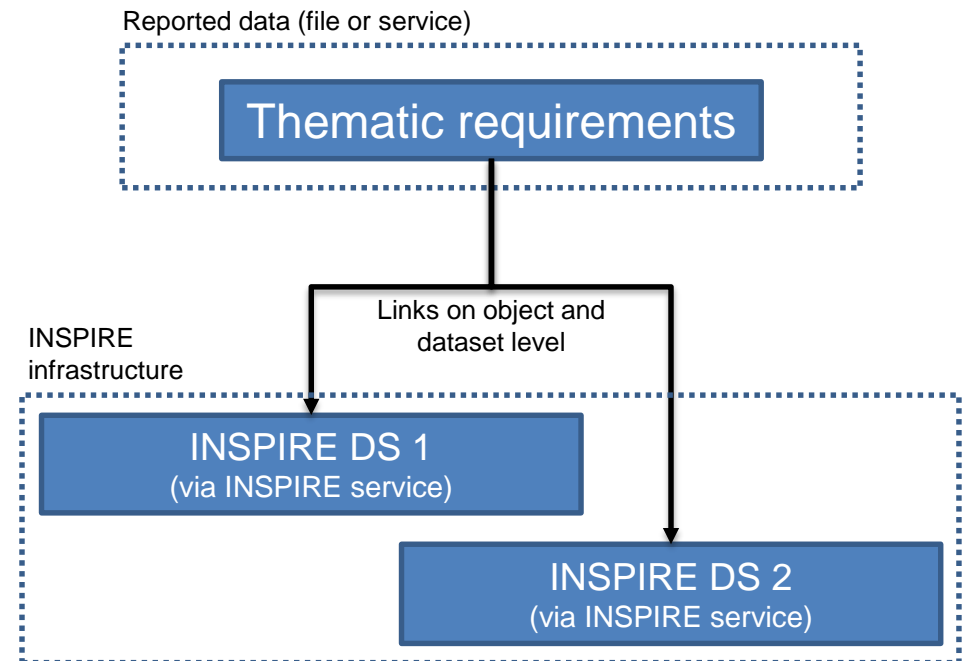 Reported data (file or service)
Thematic requirements
Links on object and
dataset level
INSPIRE
infrastructure
INSPIRE DS 1
(via INSPIRE service)
INSPIRE DS 2
(via INSPIRE service)